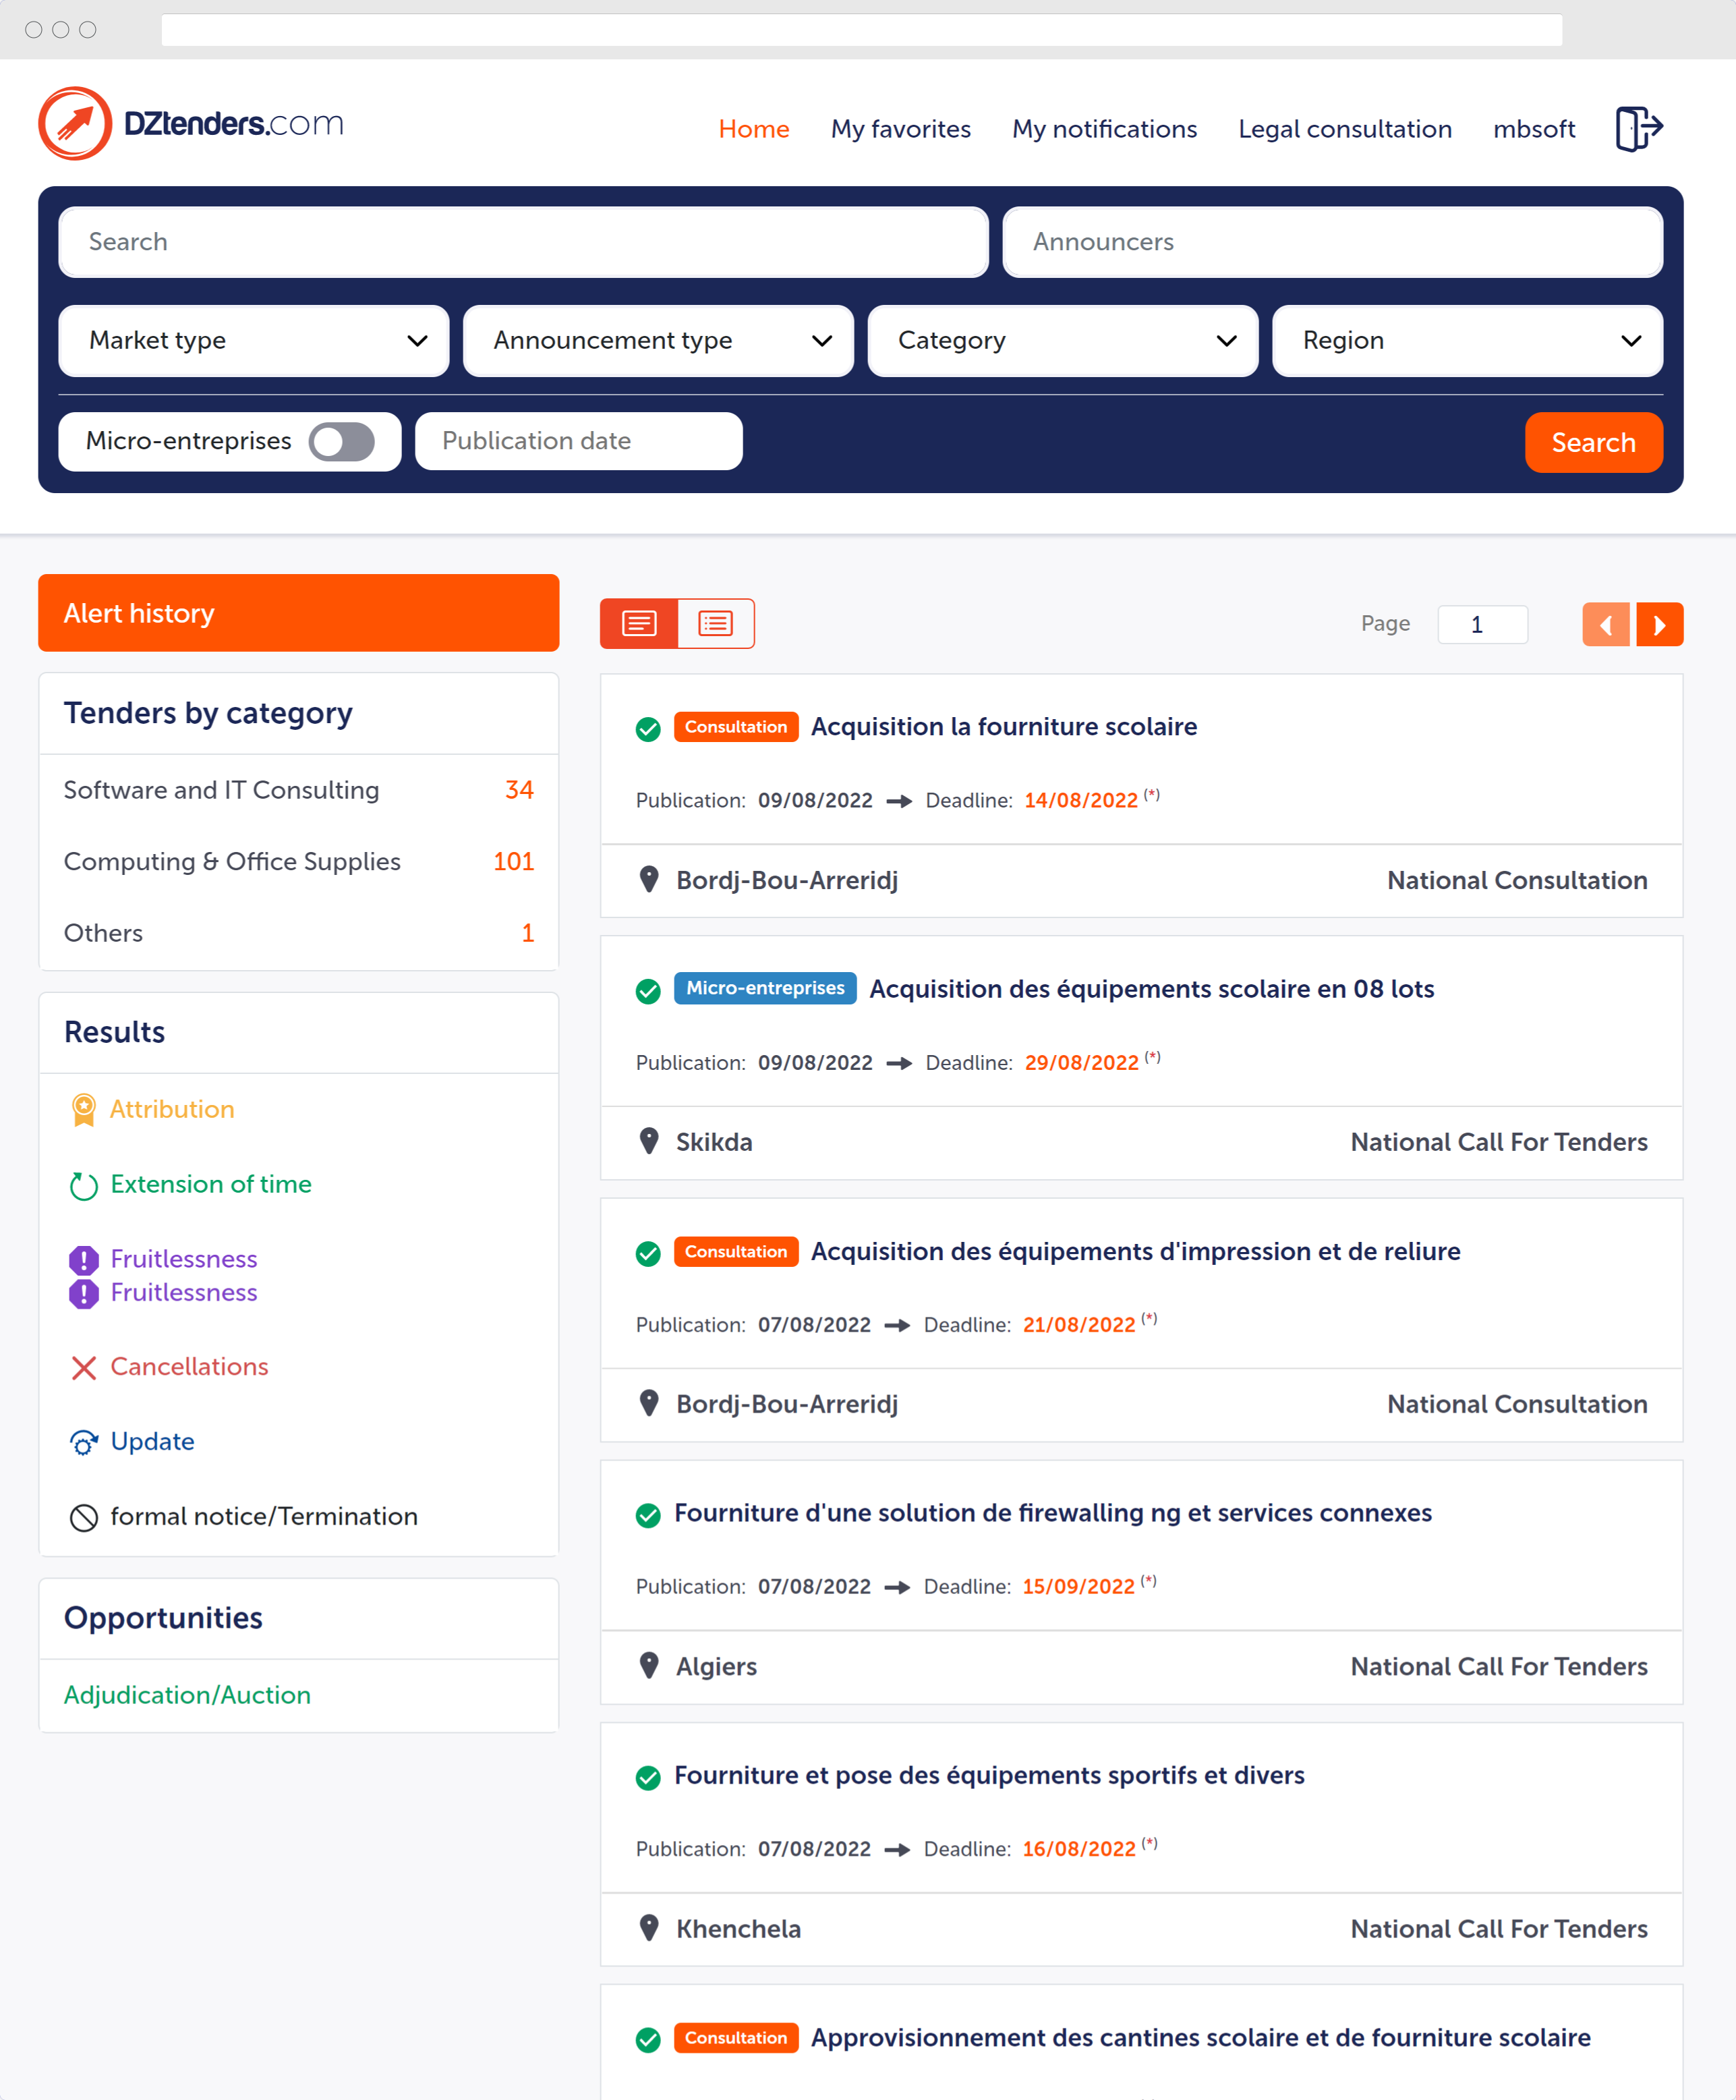 DZtenders.com
Home My favorites My notifications Legal consultation mbsoft
Search Announcers
Market type Announcement type Category Region
Micro-entreprises Publication date Search
Alert history
Tenders by category
Software and IT Consulting 34
Computing & Office Supplies 101
Others 1
Results
Attribution
Extension of time
Fruitlessness
Fruitlessness
Cancellations
Update
formal notice/Termination
Opportunities
Adjudication/Auction
Page 1
Consultation Acquisition la fourniture scolaire
Publication: 09/08/2022 Deadline: 14/08/2022 (*)
Bordj-Bou-Arreridj National Consultation
Micro-entreprises Acquisition des équipements scolaire en 08 lots
Publication: 09/08/2022 Deadline: 29/08/2022 (*)
Skikda National Call For Tenders
Consultation Acquisition des équipements d'impression et de reliure
Publication: 07/08/2022 Deadline: 21/08/2022 (*)
Bordj-Bou-Arreridj National Consultation
Fourniture d'une solution de firewalling ng et services connexes
Publication: 07/08/2022 Deadline: 15/09/2022 (*)
Algiers National Call For Tenders
Fourniture et pose des équipements sportifs et divers
Publication: 07/08/2022 Deadline: 16/08/2022 (*)
Khenchela National Call For Tenders
Consultation Approvisionnement des cantines scolaire et de fourniture scolaire